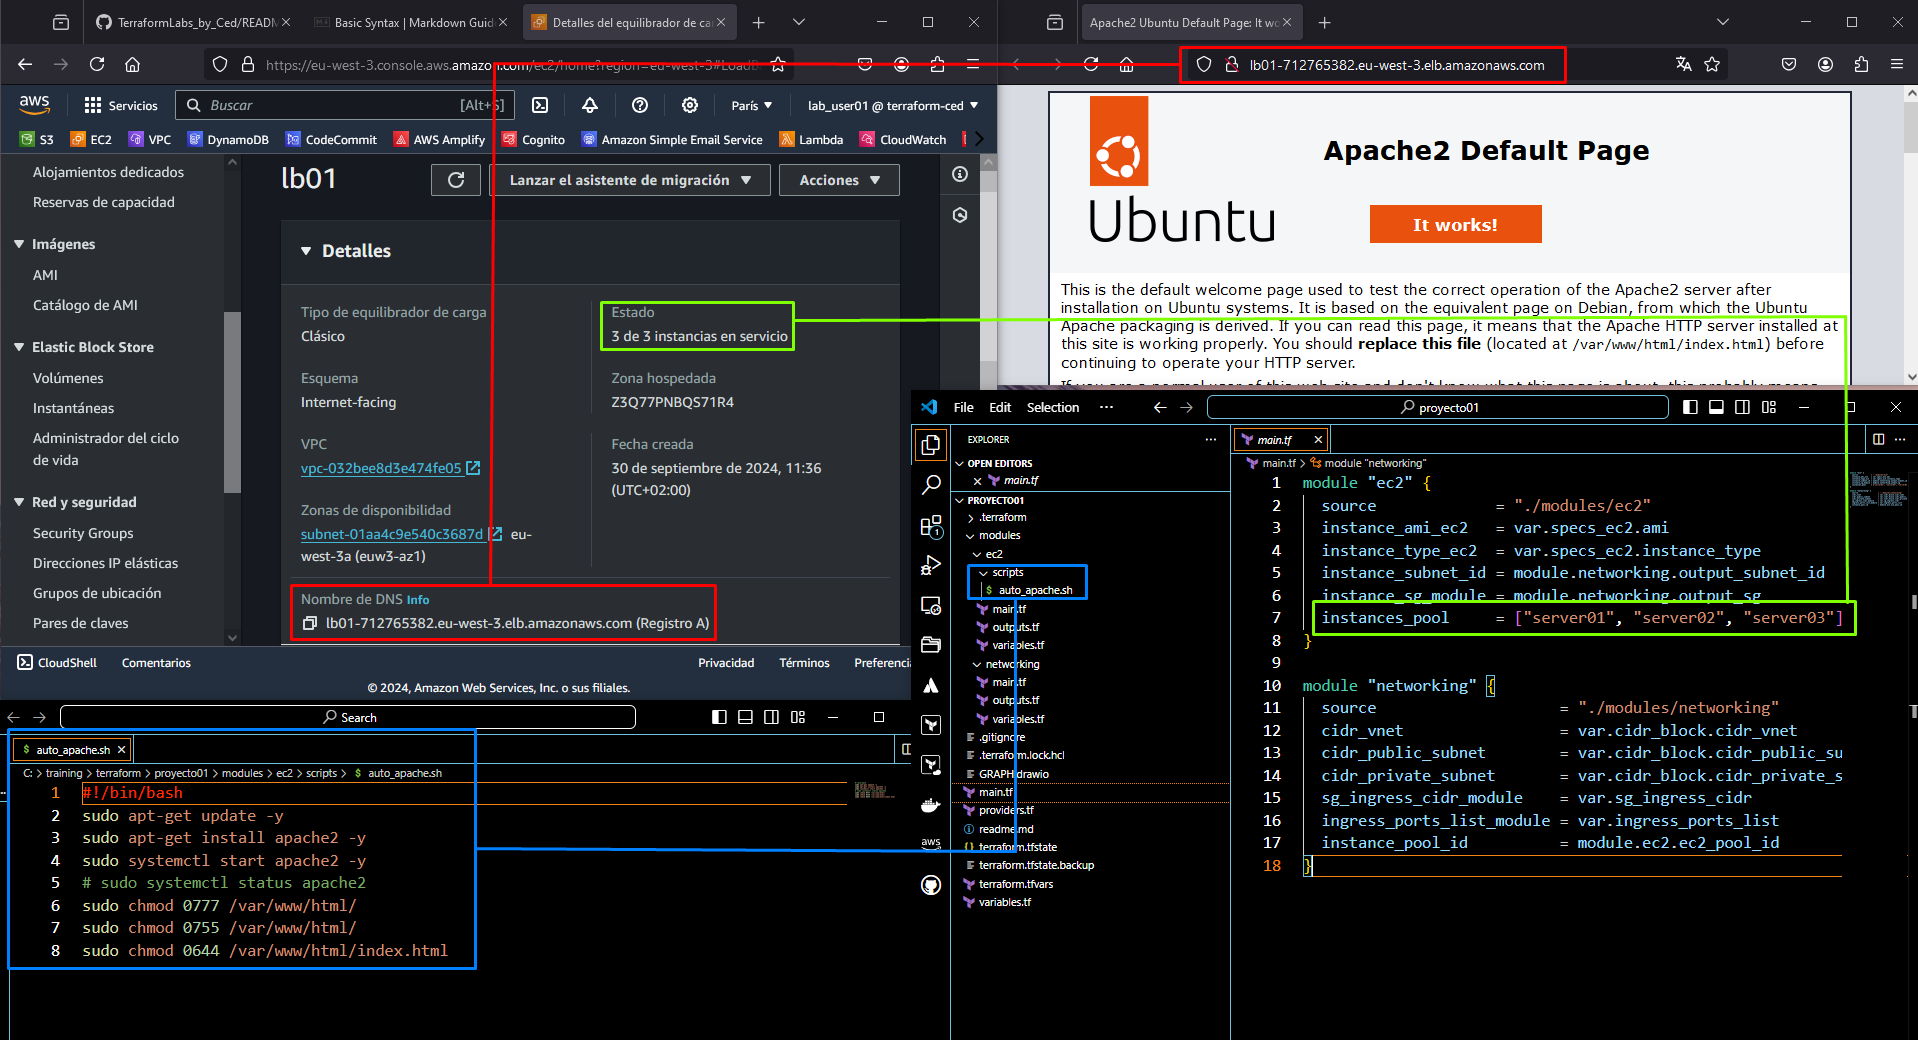 TerraformLabs_by_Ced/READM
Basic Syntax | Markdown Guid
Detalles del equilibrador de ca
https://eu-west-3.console.aws.amazon.com/ec2/home?region=eu-west-3#LoadB
aws
Servicios
Buscar
[Alt+S]
París
lab_user01 @ terraform-ced
S3
EC2
VPC
DynamoDB
CodeCommit
AWS Amplify
Cognito
Amazon Simple Email Service
Lambda
CloudWatch
Alojamientos dedicados
Reservas de capacidad
Imágenes
AMI
Catálogo de AMI
Elastic Block Store
Volúmenes
Instantáneas
Administrador del ciclo
de vida
Red y seguridad
Security Groups
Direcciones IP elásticas
Grupos de ubicación
Pares de claves
lb01
Lanzar el asistente de migración
Acciones
Detalles
Tipo de equilibrador de carga
Clásico
Estado
3 de 3 instancias en servicio
Esquema
Internet-facing
Zona hospedada
Z3Q77PNBQS71R4
VPC
vpc-032bee8d3e474fe05
Fecha creada
30 de septiembre de 2024, 11:36
(UTC+02:00)
Zonas de disponibilidad
subnet-01aa4c9e540c3687d eu-
west-3a (euw3-az1)
Nombre de DNS Info
lb01-712765382.eu-west-3.elb.amazonaws.com (Registro A)
CloudShell
Comentarios
Privacidad
Términos
Preferencia
© 2024, Amazon Web Services, Inc. o sus filiales.
Apache2 Ubuntu Default Page: It wo
lb01-712765382.eu-west-3.elb.amazonaws.com
Ubuntu
Apache2 Default Page
It works!
This is the default welcome page used to test the correct operation of the Apache2 server after
installation on Ubuntu systems. It is based on the equivalent page on Debian, from which the Ubuntu
Apache packaging is derived. If you can read this page, it means that the Apache HTTP server installed at
this site is working properly. You should replace this file (located at /var/www/html/index.html) before
continuing to operate your HTTP server.
If you are a normal user of this web site and don't know what this page is about, this probably means
Search
auto_apache.sh
C: > training > terraform > proyecto01 > modules > ec2 > scripts > $ auto_apache.sh
1 #!/bin/bash
2 sudo apt-get update -y
3 sudo apt-get install apache2 -y
4 sudo systemctl start apache2 -y
5 # sudo systemctl status apache2
6 sudo chmod 0777 /var/www/html/
7 sudo chmod 0755 /var/www/html/
8 sudo chmod 0644 /var/www/html/index.html
File
Edit
Selection
proyecto01
EXPLORER
OPEN EDITORS
main.tf
PROYECTO01
.terraform
modules
ec2
scripts
$ auto_apache.sh
main.tf
outputs.tf
variables.tf
networking
main.tf
outputs.tf
variables.tf
.gitignore
.terraform.lock.hcl
GRAPH.drawio
main.tf
providers.tf
readme.md
terraform.tfstate
terraform.tfstate.backup
terraform.tfvars
variables.tf
1
aws
main.tf
main.tf > module "networking"
1 module "ec2" {
2 source = "./modules/ec2"
3 instance_ami_ec2 = var.specs_ec2.ami
4 instance_type_ec2 = var.specs_ec2.instance_type
5 instance_subnet_id = module.networking.output_subnet_id
6 instance_sg_module = module.networking.output_sg
7 instances_pool = ["server01", "server02", "server03"]
8 }
9
10 module "networking" {
11 source = "./modules/networking"
12 cidr_vnet = var.cidr_block.cidr_vnet
13 cidr_public_subnet = var.cidr_block.cidr_public_su
14 cidr_private_subnet = var.cidr_block.cidr_private_s
15 sg_ingress_cidr_module = var.sg_ingress_cidr
16 ingress_ports_list_module = var.ingress_ports_list
17 instance_pool_id = module.ec2.ec2_pool_id
18 }